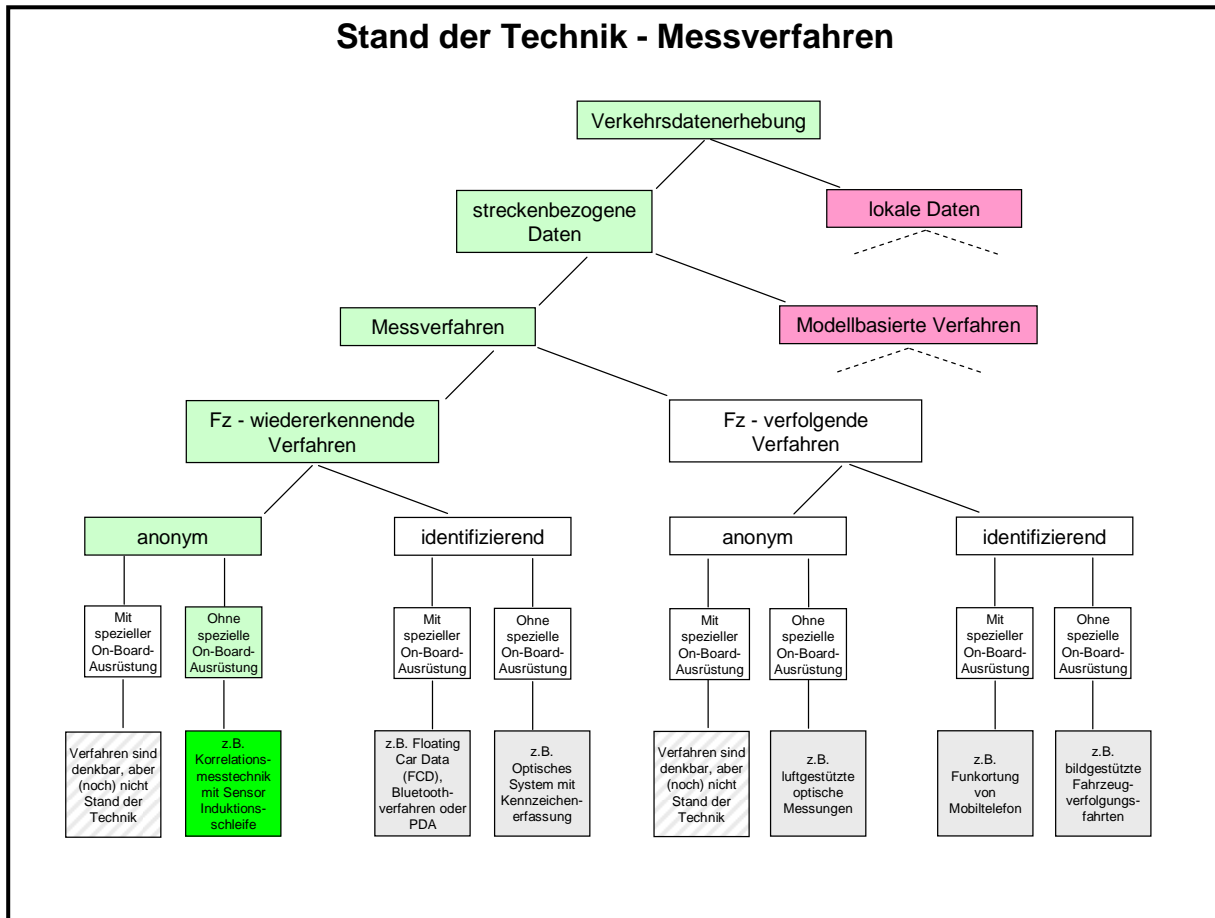 Stand der Technik - Messverfahren
Verkehrsdatenerhebung
streckenbezogene
Daten
lokale Daten
Messverfahren
Modellbasierte Verfahren
Fz - wiedererkennende
Verfahren
Fz - verfolgende
Verfahren
anonym
identifizierend
anonym
identifizierend
Mit
spezieller
On-Board-
Ausrüstung
Ohne
spezielle
On-Board-
Ausrüstung
Mit
spezieller
On-Board-
Ausrüstung
Ohne
spezielle
On-Board-
Ausrüstung
Mit
spezieller
On-Board-
Ausrüstung
Ohne
spezielle
On-Board-
Ausrüstung
Mit
spezieller
On-Board-
Ausrüstung
Ohne
spezielle
On-Board-
Ausrüstung
Verfahren sind
denkbar, aber
(noch) nicht
Stand der
Technik
z.B.
Korrelations-
messtechnik
mit Sensor
Induktions-
schleife
z.B. Floating
Car Data
(FCD),
Bluetooth-
verfahren oder
PDA
z.B.
Optisches
System mit
Kennzeichen-
erfassung
Verfahren sind
denkbar, aber
(noch) nicht
Stand der
Technik
z.B.
luftgestützte
optische
Messungen
z.B.
Funkortung
von
Mobiltelefon
z.B.
bildgestützte
Fahrzeug-
verfolgungs-
fahrten